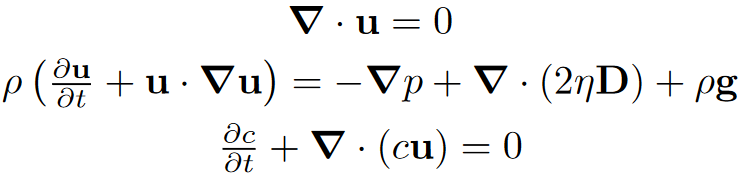 ∇ · u = 0
ρ (∂u/∂t + u · ∇u) = −∇p + ∇ · (2ηD) + ρg
∂c/∂t + ∇ · (cu) = 0